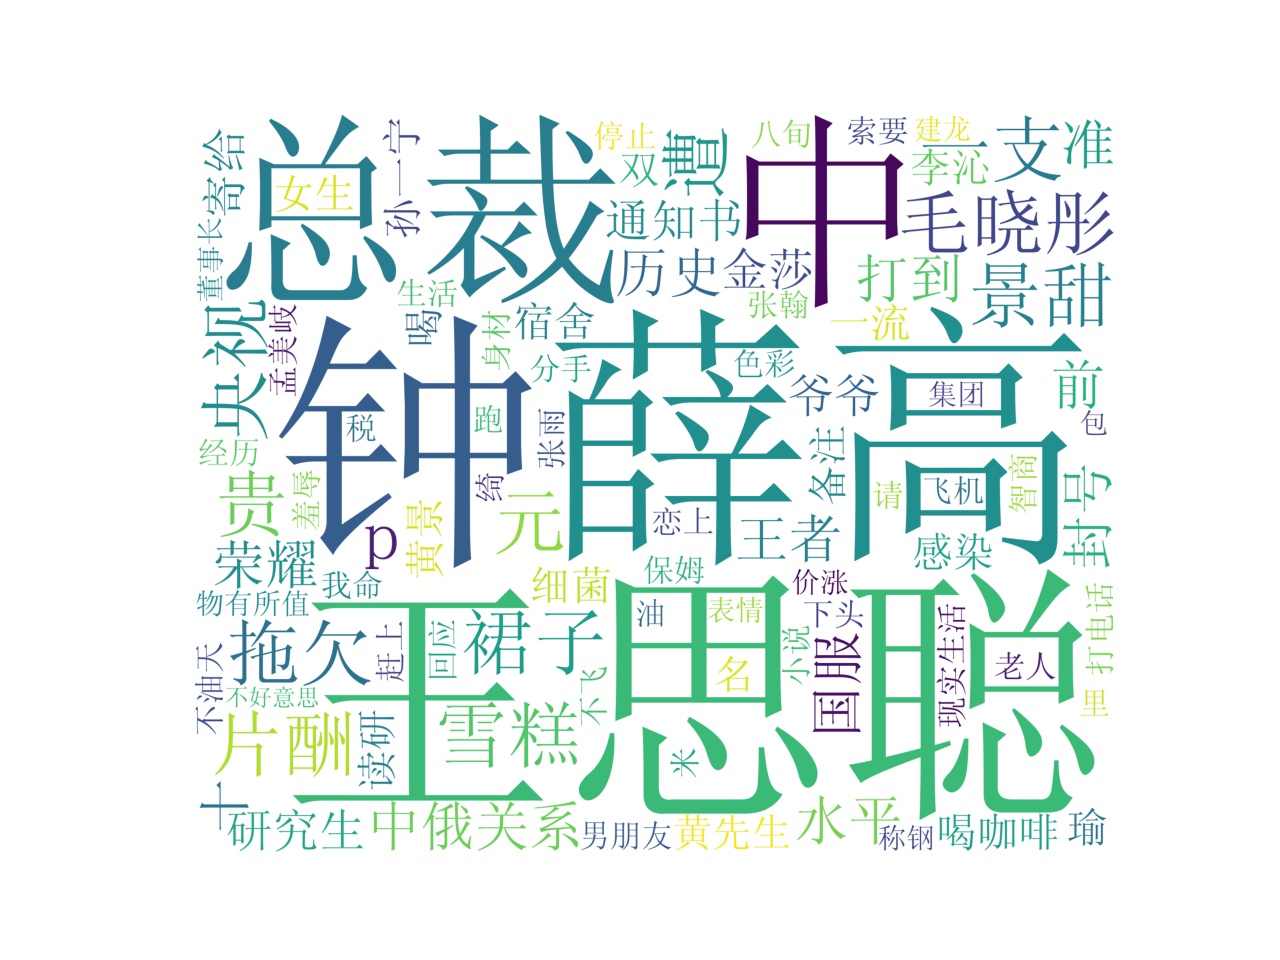 总裁
中
钟薛高
王思聪
女生
孙一宁
寄给
董事长
停止
双
遭
八旬
索要
建龙
李沁
一支
准
通知书
毛晓彤
历史
金莎
打到
景甜
生活
喝
宿舍
张翰
一流
央视
孟美岐
身材
分手
色彩
爷爷
集团
前
包
税
跑
张雨
绮
经历
贵
羞辱
黄景
p
元
恋上
王者
备注
请
飞机
智商
封号
感染
荣耀
我命
细菌
保姆
价涨
物有所值
拖欠
赶上
回应
裙子
油
表情
下头
名
小说
国服
现实生活
老人
打电话
里
不油天
不好意思
片酬
读研
雪糕
不飞
米
十
研究生
中俄关系
男朋友
黄先生
水平
称钢
喝咖啡
瑜